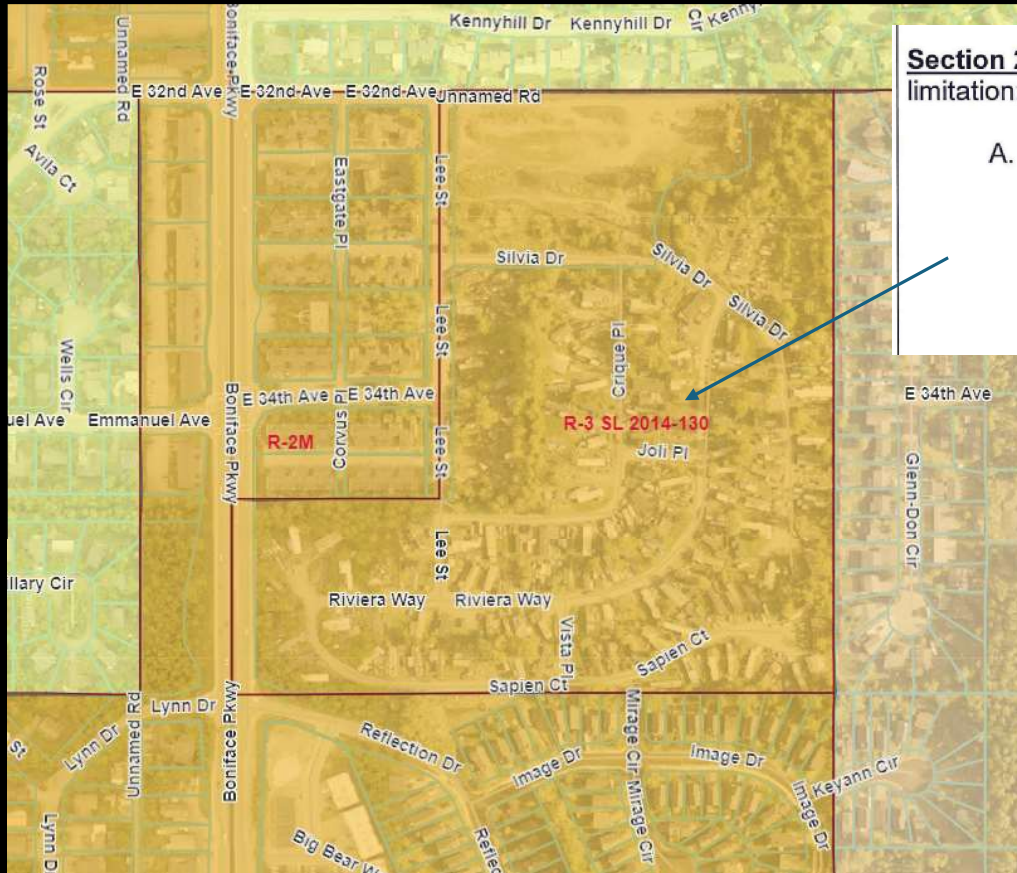 Kennyhill Dr Kennyhill Dr
Cir
Unnamed Rd
Boniface Pkwy
Section
limitation
A.
Rose St
E 32nd Ave E 32nd Ave E 32nd Ave Unnamed Rd
Avila Ct
Eastgate Pl
Lee St
Silvia Dr
Silvia Dr
Silvia Dr
Lee St
Wells Cir
Cribque Pl
E 34th Ave E 34th Ave
E 34th Ave
Emmanuel Ave
Boniface Pkwy
Corvus Pl
R-2M
Lee St
R-3 SL 2014-130
Joli Pl
Glenn-Don Cir
Lee St
Riviera Way Riviera Way
Vista Pl
Sapien Ct
Sapien Ct
Unnamed Rd
Lynn Dr
Lynn Dr
Boniface Pkwy
Reflection Dr
Mirage Cir Mirage Cir
Image Dr
Image Dr
Keyann Cir
Image Dr
St
Big Bear